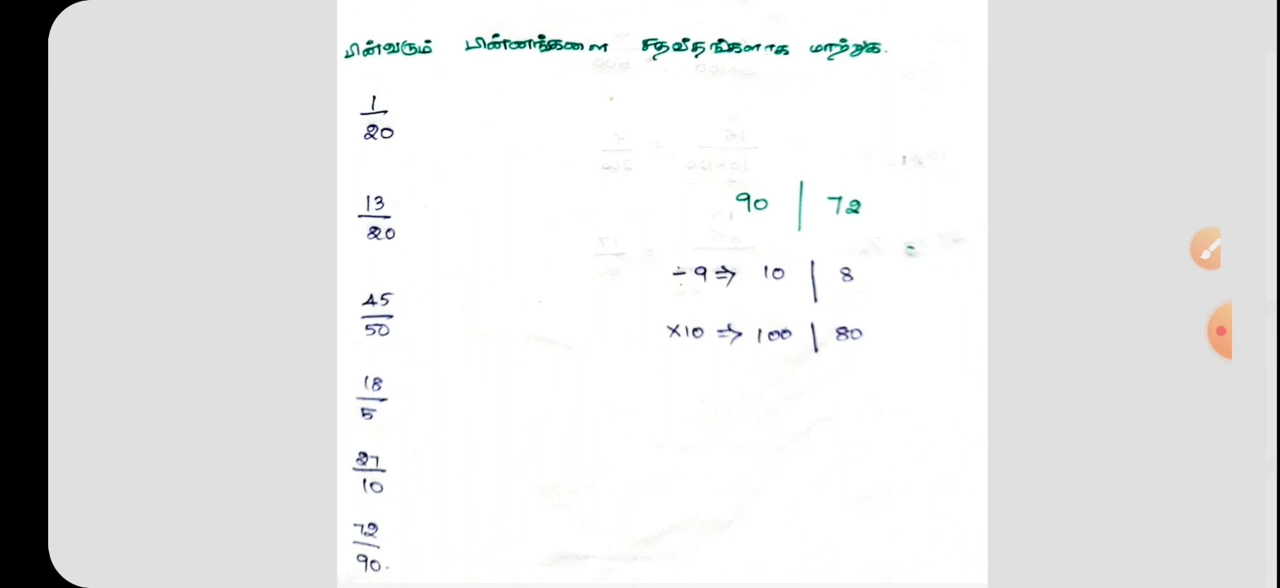 பின்வரும் பின்னங்களை சதவீதங்களாக மாற்றுக.
1/20
13/20
90 | 72
÷9 ⇒ 10 | 8
45/50
×10 ⇒ 100 | 80
18/5
27/10
72/90.